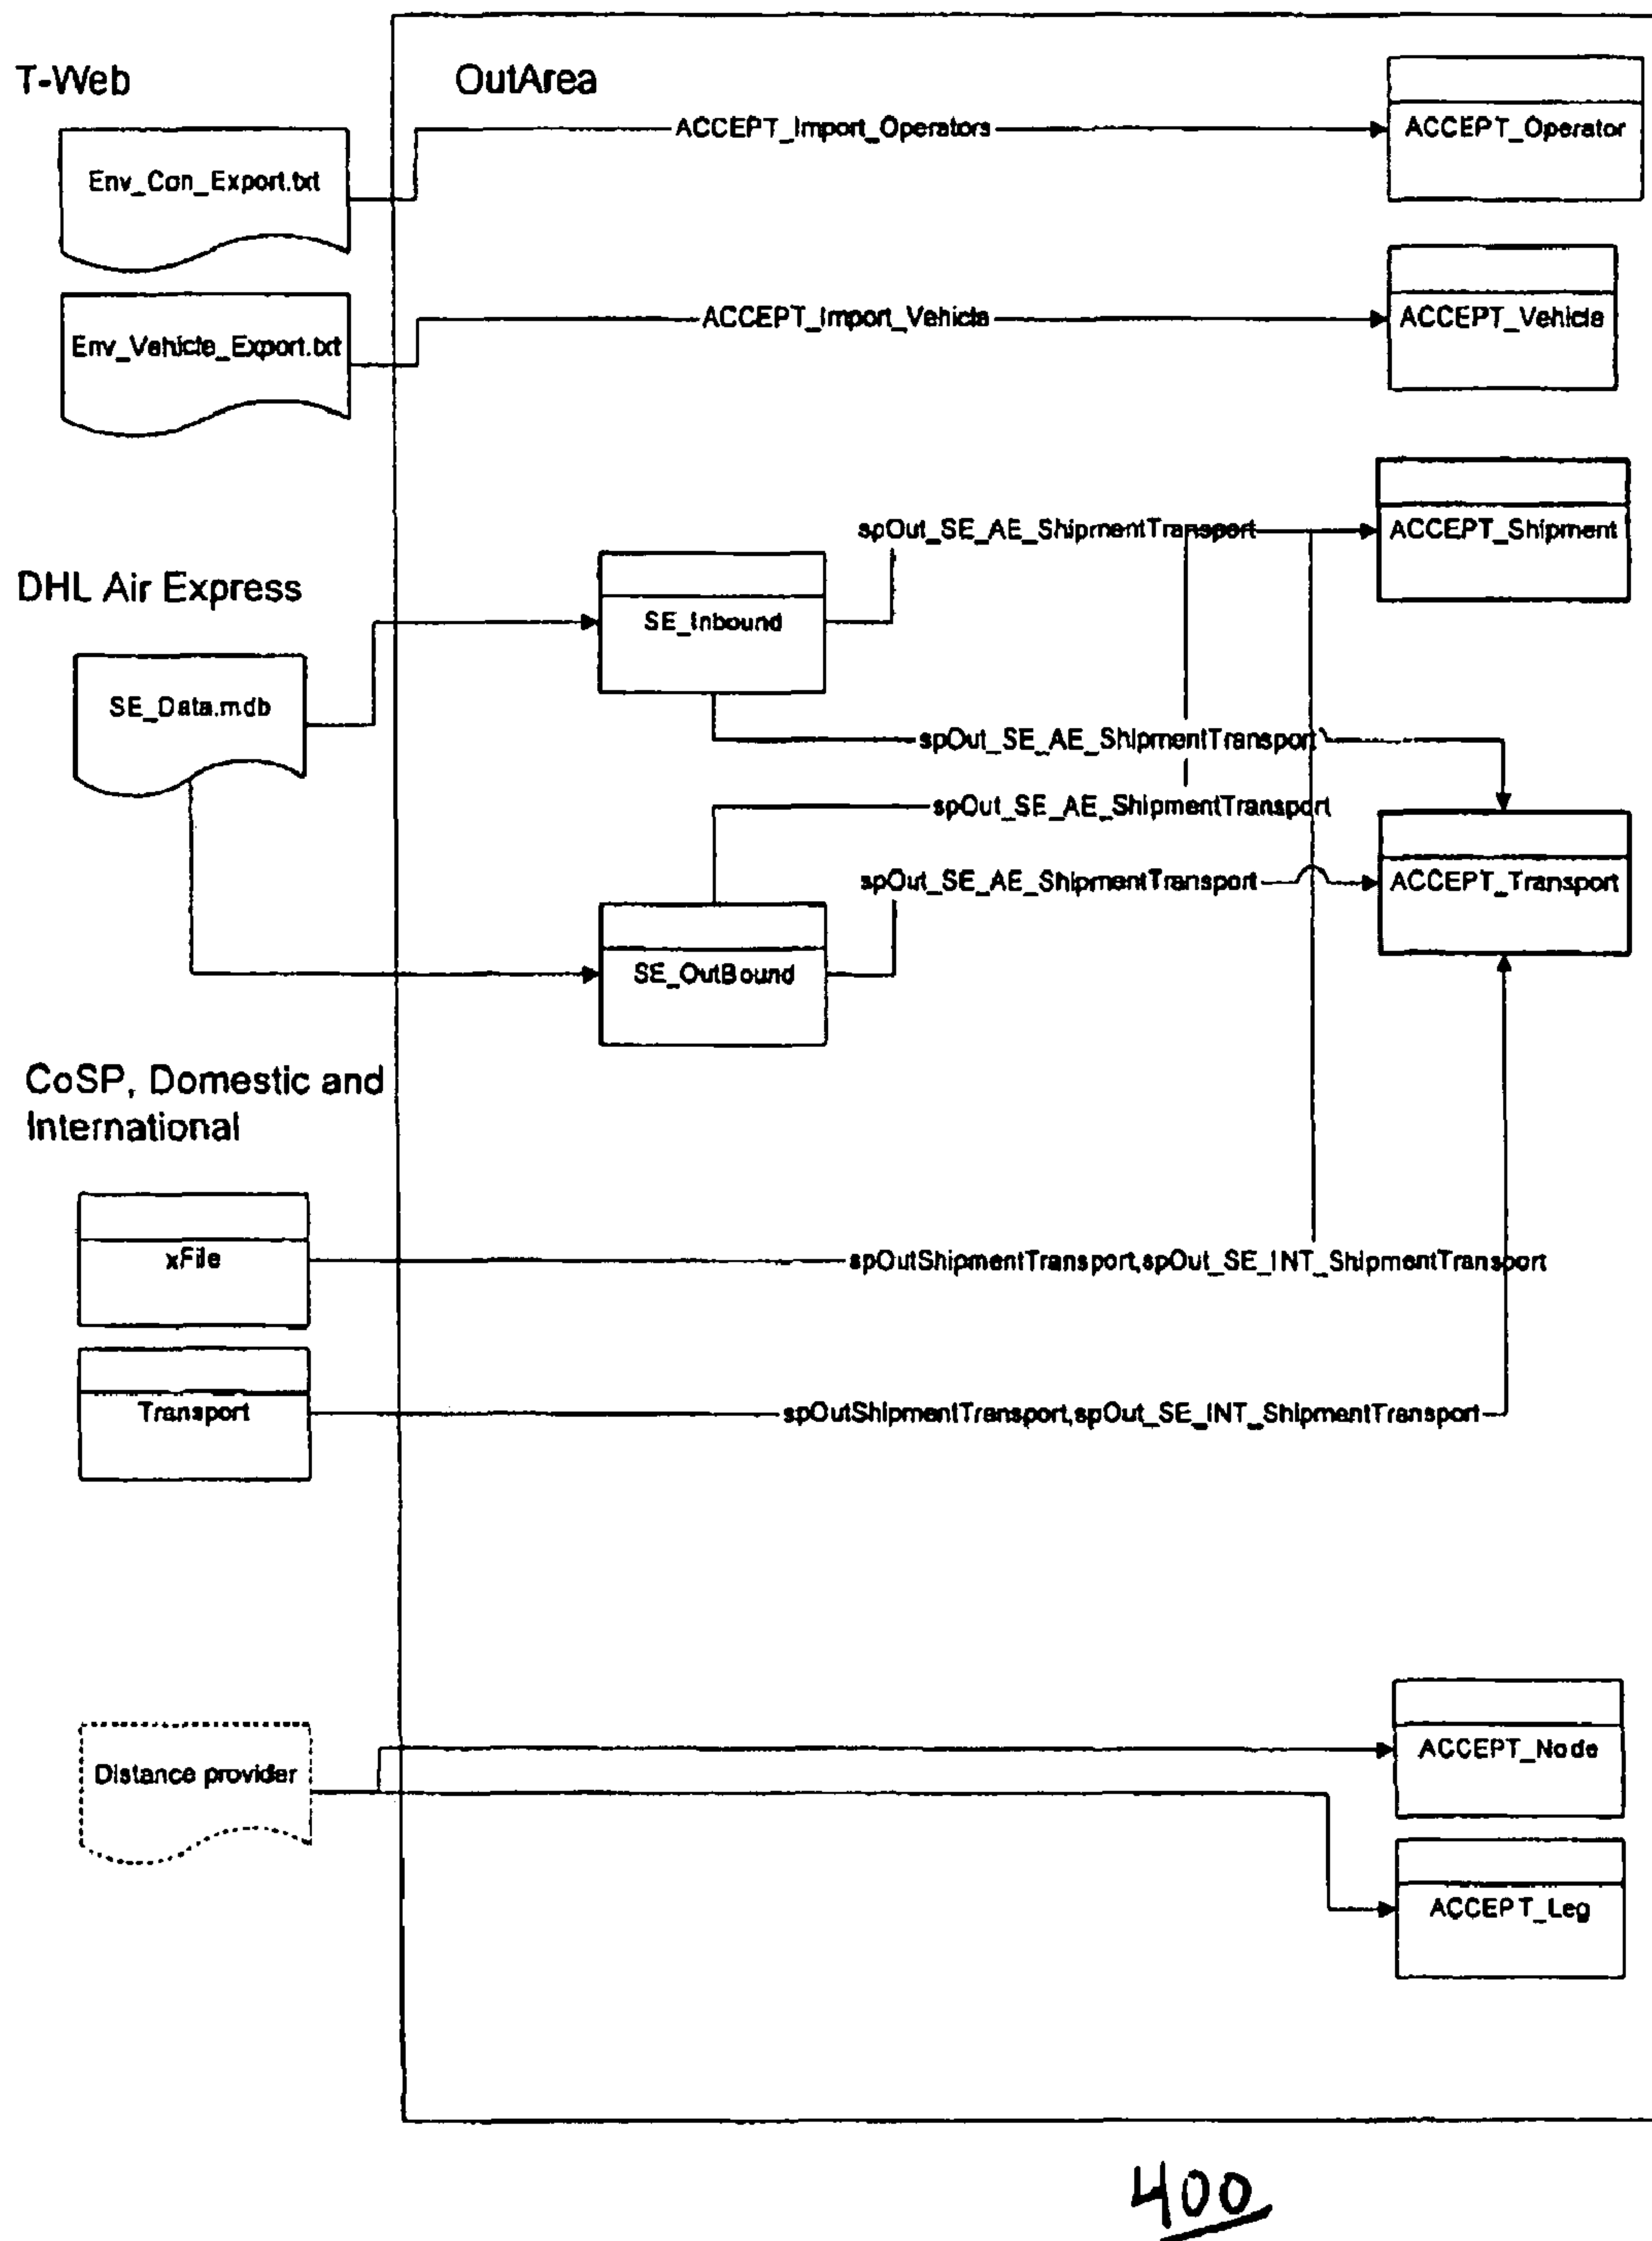 T-Web
OutArea
ACCEPT_Import_Operators
ACCEPT_Operator
Env_Con_Export.txt
ACCEPT_Import_Vehicle
ACCEPT_Vehicle
Env_Vehicle_Export.txt
spOut_SE_AE_ShipmentTransport
ACCEPT_Shipment
DHL Air Express
SE_Inbound
SE_Data.mdb
spOut_SE_AE_ShipmentTransport
spOut_SE_AE_ShipmentTransport
spOut_SE_AE_ShipmentTransport
ACCEPT_Transport
SE_OutBound
CoSP, Domestic and
International
xFile
spOutShipmentTransport,spOut_SE_INT_ShipmentTransport
Transport
spOutShipmentTransport,spOut_SE_INT_ShipmentTransport
Distance provider
ACCEPT_Node
ACCEPT_Leg
400